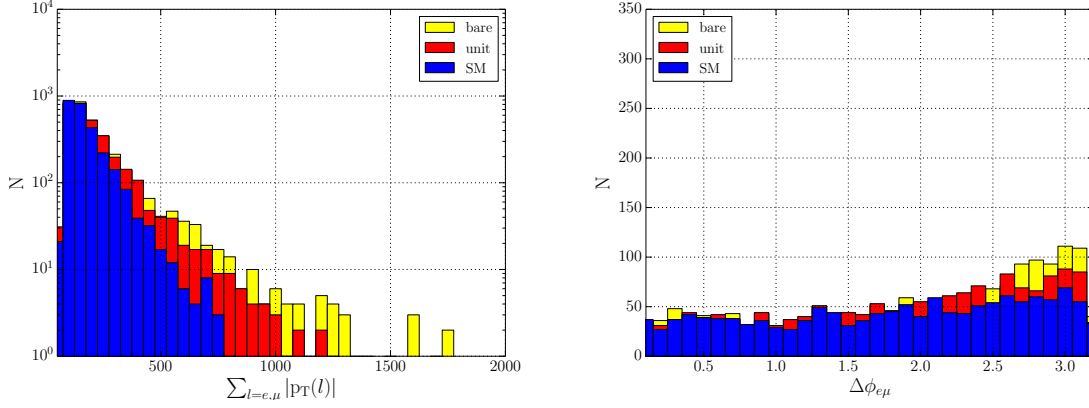 10^4
10^3
10^2
10^1
10^0
N
bare
unit
SM
500
1000
1500
2000
∑_{l=e,μ} |p_T(l)|
350
300
250
200
150
100
50
0
N
bare
unit
SM
0.5
1.0
1.5
2.0
2.5
3.0
Δϕ_{eμ}